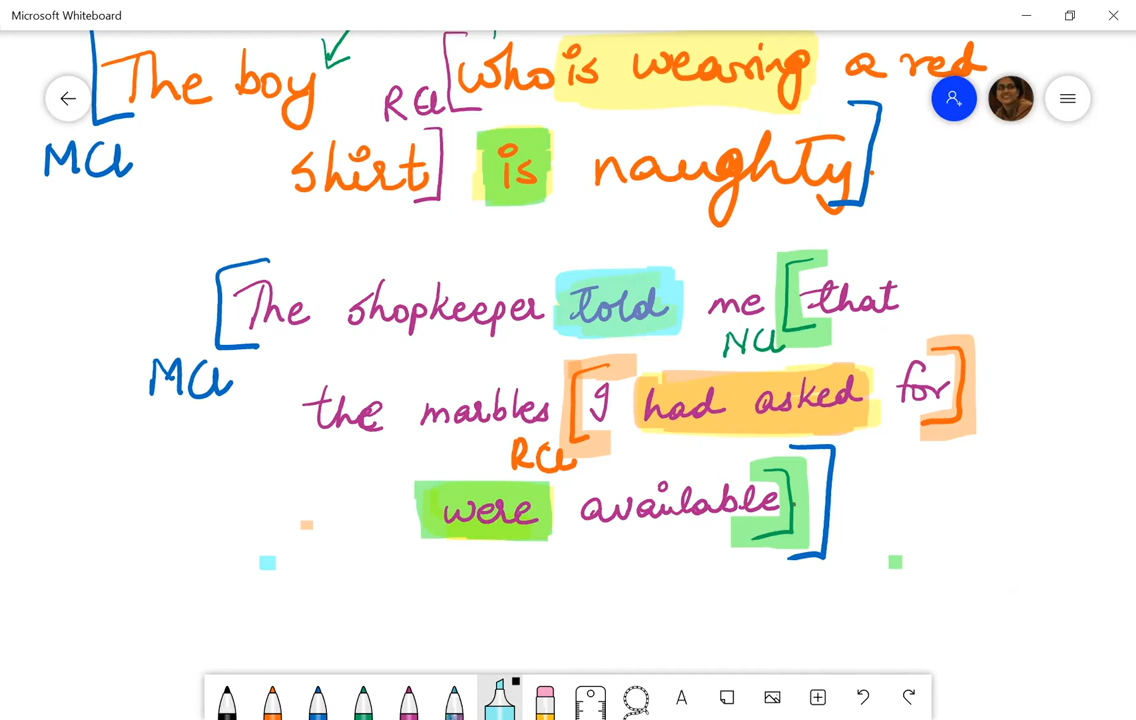 Microsoft Whiteboard
[The boy [who is wearing a red
RCl
MCl
shirt] is naughty].
[The shopkeeper told me [that
NCl
MCl
the marbles [I had asked for]
RCl
were available].]
A